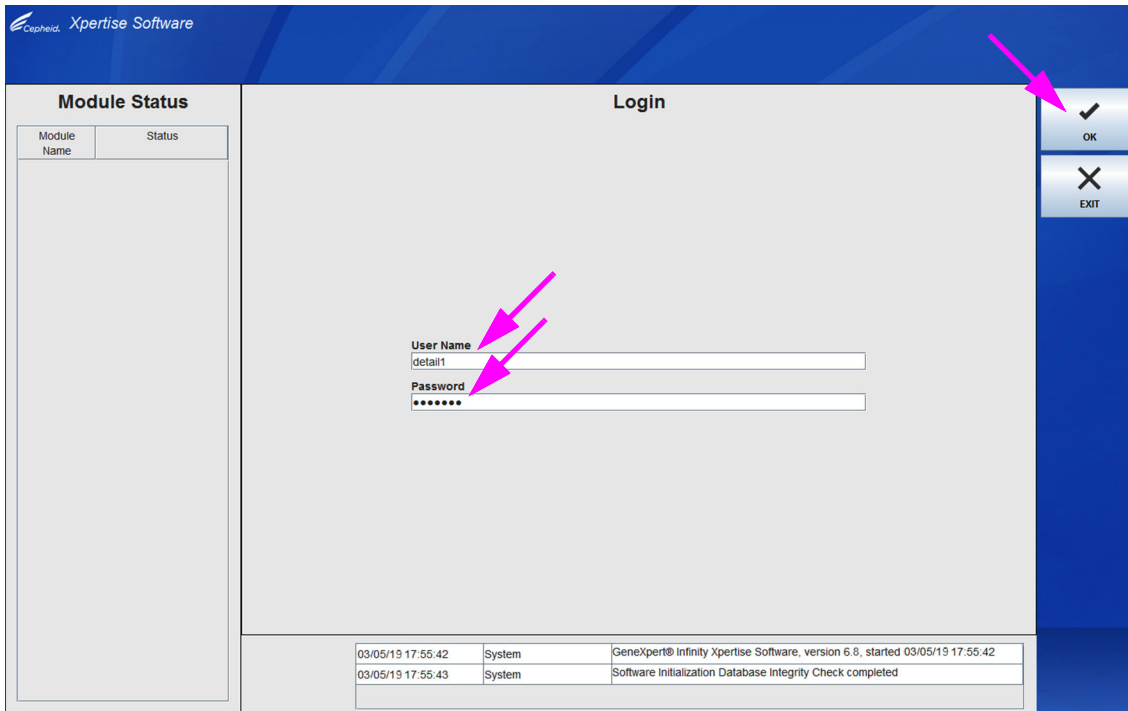 Cepheid. Xpertise Software
Module Status
Module Name
Status
Login
OK
EXIT
User Name
detail1
Password
•••••••
03/05/19 17:55:42 System GeneXpert® Infinity Xpertise Software, version 6.8, started 03/05/19 17:55:42
03/05/19 17:55:43 System Software Initialization Database Integrity Check completed